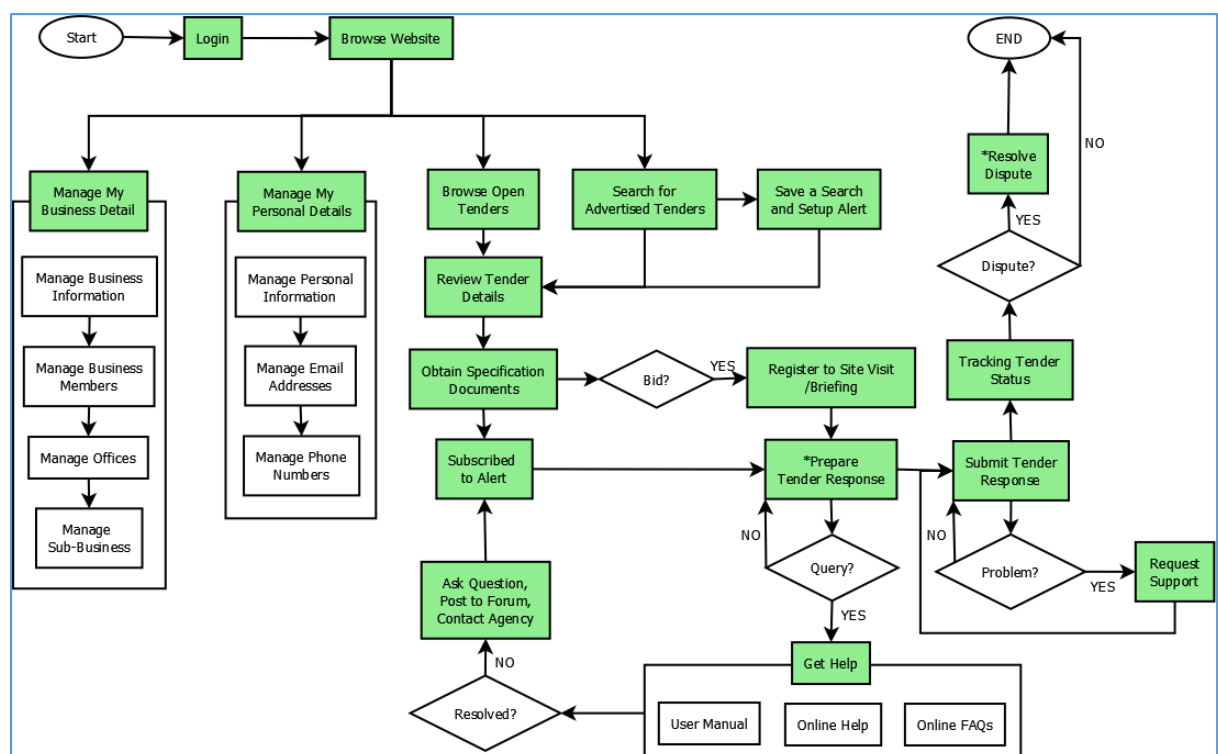 Start
Login
Browse Website
END
NO
*Resolve
Dispute
YES
Manage My
Business Detail
Manage My
Personal Details
Browse Open
Tenders
Search for
Advertised Tenders
Save a Search
and Setup Alert
Dispute?
Manage Business
Information
Manage Personal
Information
Review Tender
Details
Manage Business
Members
Manage Email
Addresses
Obtain Specification
Documents
Bid?
YES
Register to Site Visit
/Briefing
Tracking Tender
Status
Manage Offices
Manage Phone
Numbers
Subscribed
to Alert
*Prepare
Tender Response
Submit Tender
Response
Manage
Sub-Business
NO
Query?
YES
NO
Problem?
YES
Request
Support
Ask Question,
Post to Forum,
Contact Agency
NO
Get Help
Resolved?
User Manual
Online Help
Online FAQs